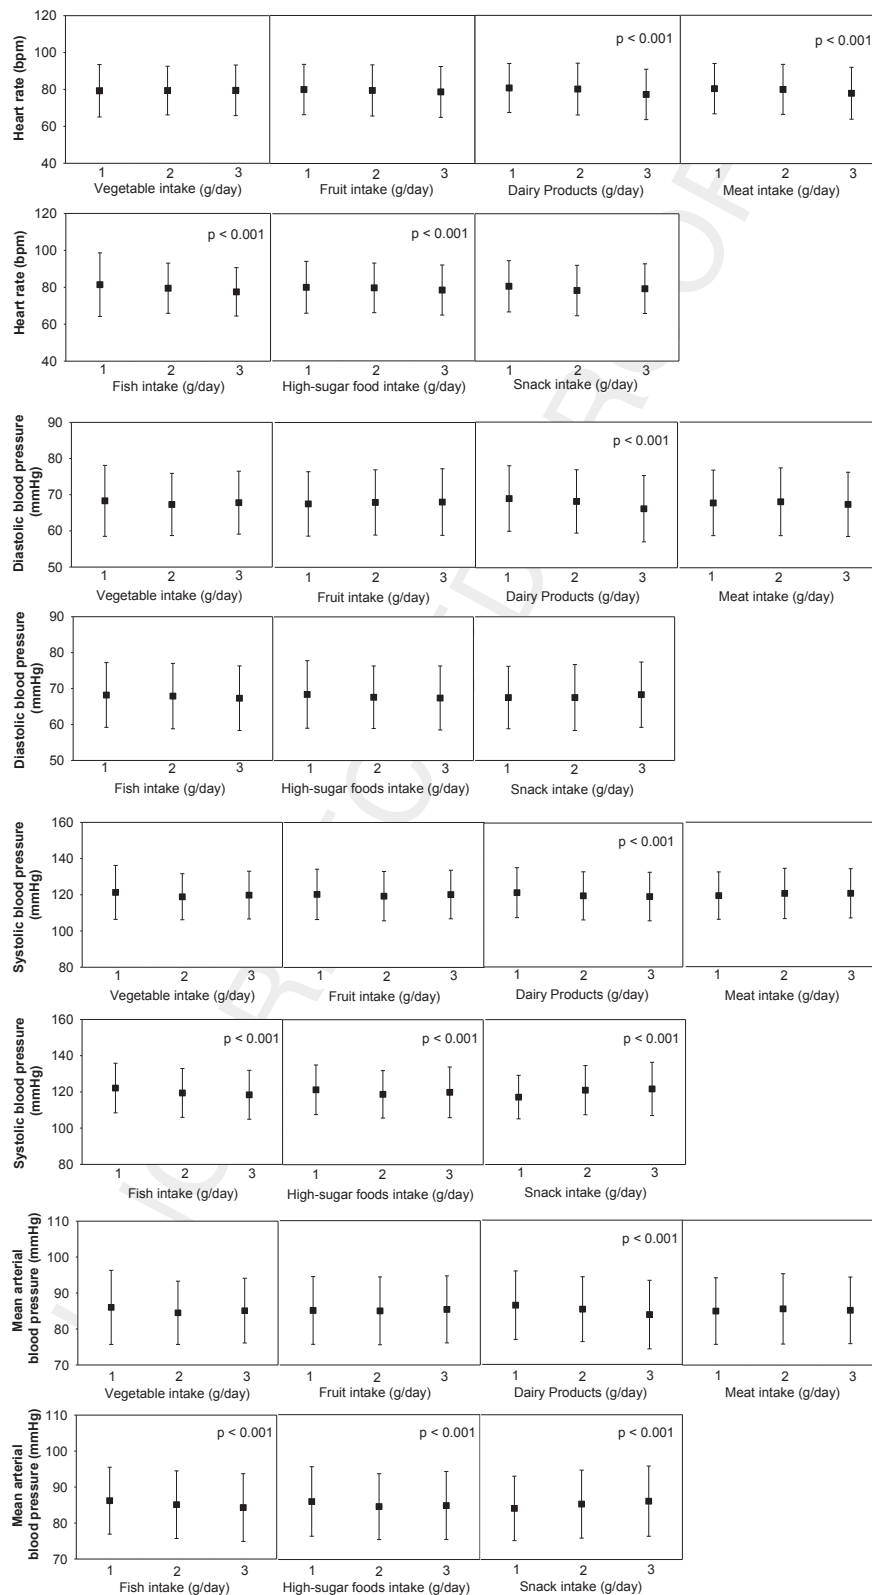 120
100
80
60
40
Heart rate (bpm)
p < 0.001
p < 0.001
1 2 3 1 2 3 1 2 3 1 2 3
Vegetable intake (g/day) Fruit intake (g/day) Dairy Products (g/day) Meat intake (g/day)
120
100
80
60
40
Heart rate (bpm)
p < 0.001
p < 0.001
1 2 3 1 2 3 1 2 3
Fish intake (g/day) High-sugar food intake (g/day) Snack intake (g/day)
90
80
70
60
50
Diastolic blood pressure
(mmHg)
p < 0.001
1 2 3 1 2 3 1 2 3 1 2 3
Vegetable intake (g/day) Fruit intake (g/day) Dairy Products (g/day) Meat intake (g/day)
90
80
70
60
50
Diastolic blood pressure
(mmHg)
1 2 3 1 2 3 1 2 3
Fish intake (g/day) High-sugar foods intake (g/day) Snack intake (g/day)
160
140
120
100
80
Systolic blood pressure
(mmHg)
p < 0.001
1 2 3 1 2 3 1 2 3 1 2 3
Vegetable intake (g/day) Fruit intake (g/day) Dairy Products (g/day) Meat intake (g/day)
160
140
120
100
80
Systolic blood pressure
(mmHg)
p < 0.001
p < 0.001
p < 0.001
1 2 3 1 2 3 1 2 3
Fish intake (g/day) High-sugar foods intake (g/day) Snack intake (g/day)
110
100
90
80
70
Mean arterial
blood pressure (mmHg)
p < 0.001
1 2 3 1 2 3 1 2 3 1 2 3
Vegetable intake (g/day) Fruit intake (g/day) Dairy Products (g/day) Meat intake (g/day)
110
100
90
80
70
Mean arterial
blood pressure (mmHg)
p < 0.001
p < 0.001
p < 0.001
1 2 3 1 2 3 1 2 3
Fish intake (g/day) High-sugar foods intake (g/day) Snack intake (g/day)